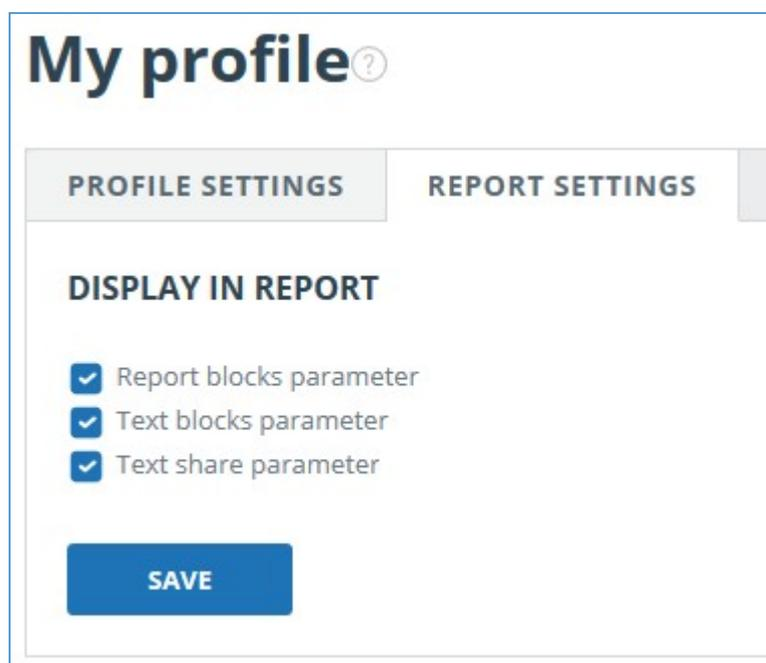 My profile ?
PROFILE SETTINGS REPORT SETTINGS
DISPLAY IN REPORT
Report blocks parameter
Text blocks parameter
Text share parameter
SAVE